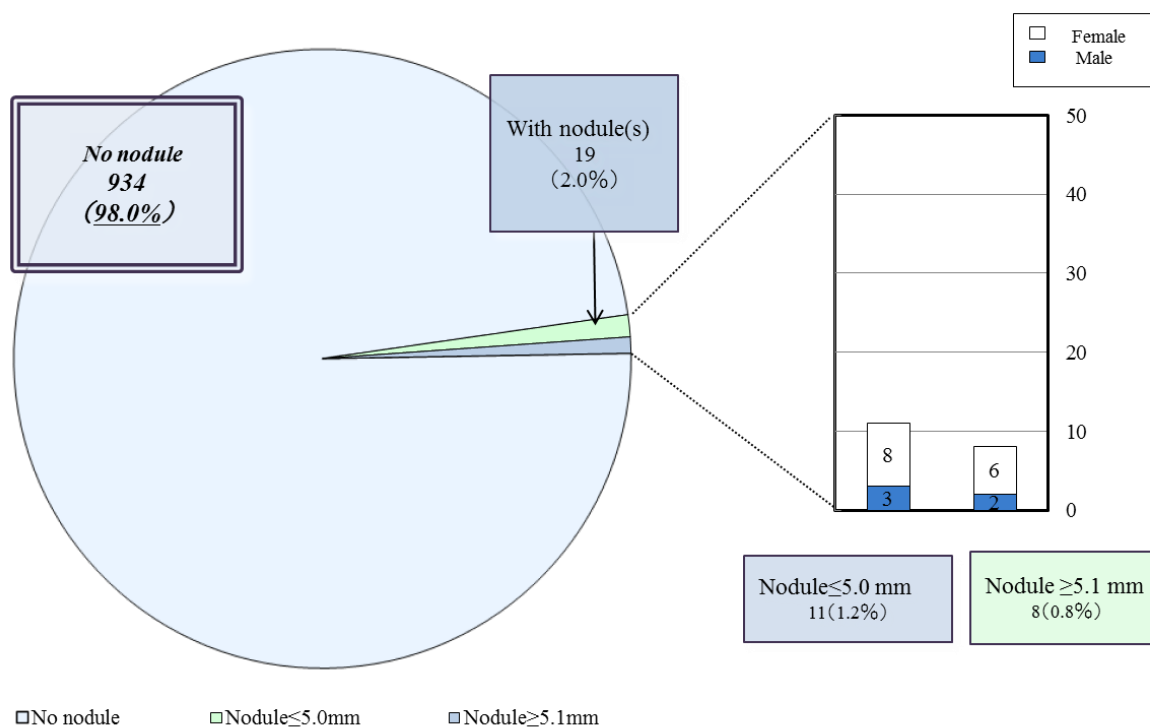 No nodule
934
(98.0%)
With nodule(s)
19
(2.0%)
Female
Male
50
40
30
20
10
0
8
3
6
2
Nodule≤5.0 mm
11(1.2%)
Nodule ≥5.1 mm
8(0.8%)
No nodule
Nodule≤5.0mm
Nodule≥5.1mm